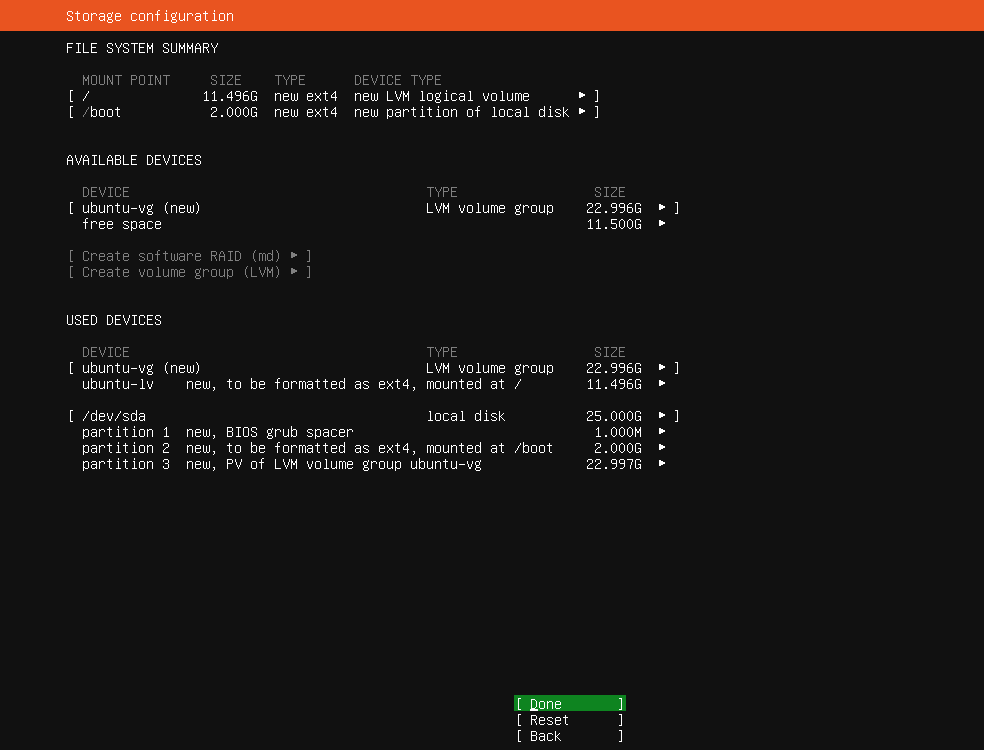 Storage configuration
FILE SYSTEM SUMMARY
MOUNT POINT SIZE TYPE DEVICE TYPE
[ / 11.496G new ext4 new LVM logical volume ▸ ]
[ /boot 2.000G new ext4 new partition of local disk ▸ ]
AVAILABLE DEVICES
DEVICE TYPE SIZE
[ ubuntu-vg (new) LVM volume group 22.996G ▸ ]
free space 11.500G ▸
[ Create software RAID (md) ▸ ]
[ Create volume group (LVM) ▸ ]
USED DEVICES
DEVICE TYPE SIZE
[ ubuntu-vg (new) LVM volume group 22.996G ▸ ]
ubuntu-lv new, to be formatted as ext4, mounted at / 11.496G ▸
[ /dev/sda local disk 25.000G ▸ ]
partition 1 new, BIOS grub spacer 1.000M ▸
partition 2 new, to be formatted as ext4, mounted at /boot 2.000G ▸
partition 3 new, PV of LVM volume group ubuntu-vg 22.997G ▸
[ Done ]
[ Reset ]
[ Back ]